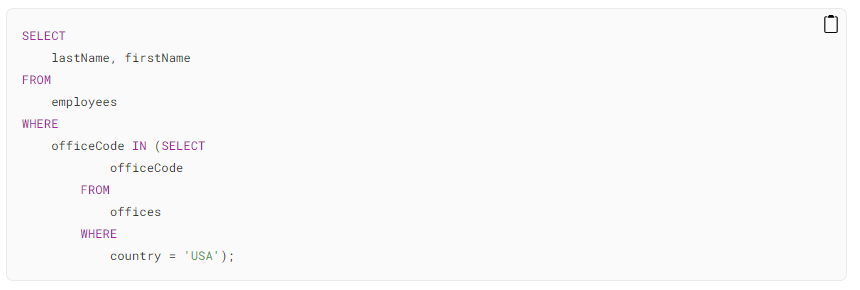 SELECT
    lastName, firstName
FROM
    employees
WHERE
    officeCode IN (SELECT
            officeCode
        FROM
            offices
        WHERE
            country = 'USA');